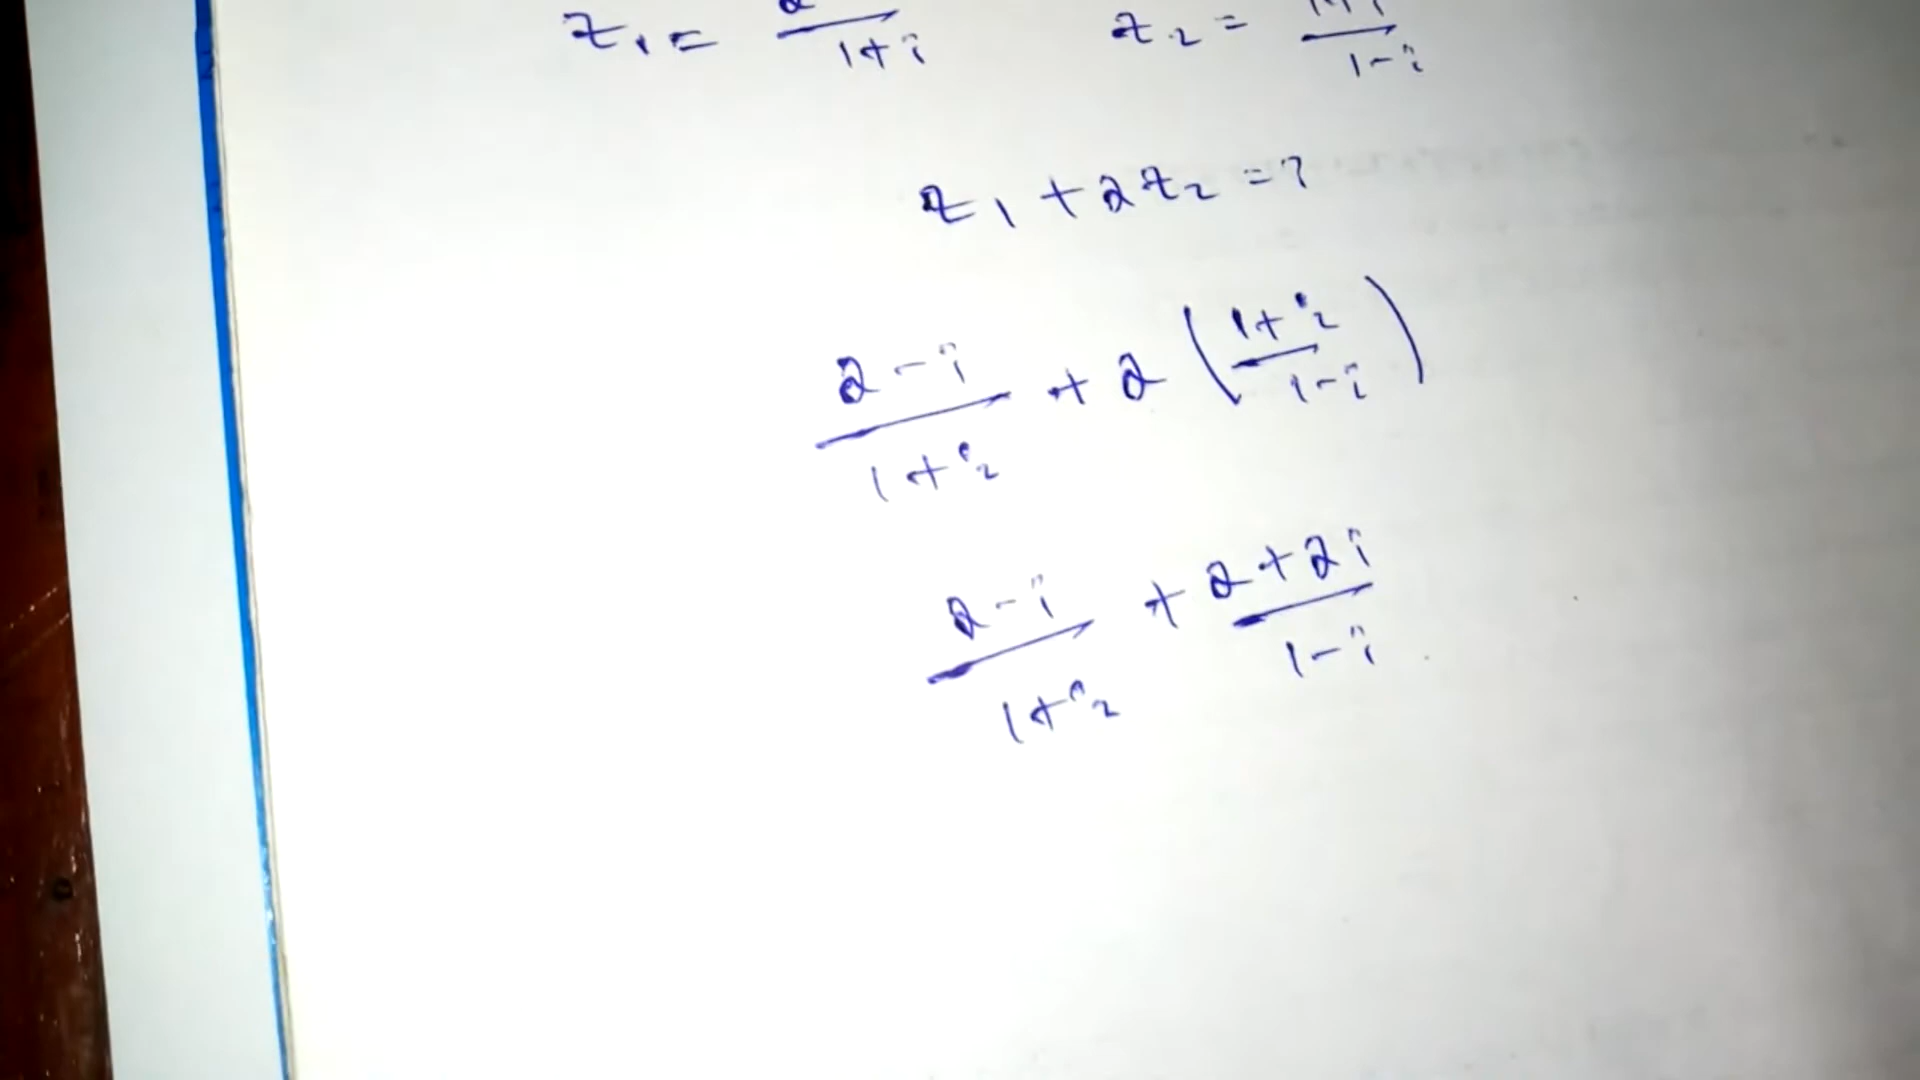 z₁ = 2/1+i z₂ = 1+i/1-i
z₁ + 2z₂ = ?
2-i/1+i + 2(1+i/1-i)
2-i/1+i + 2+2i/1-i